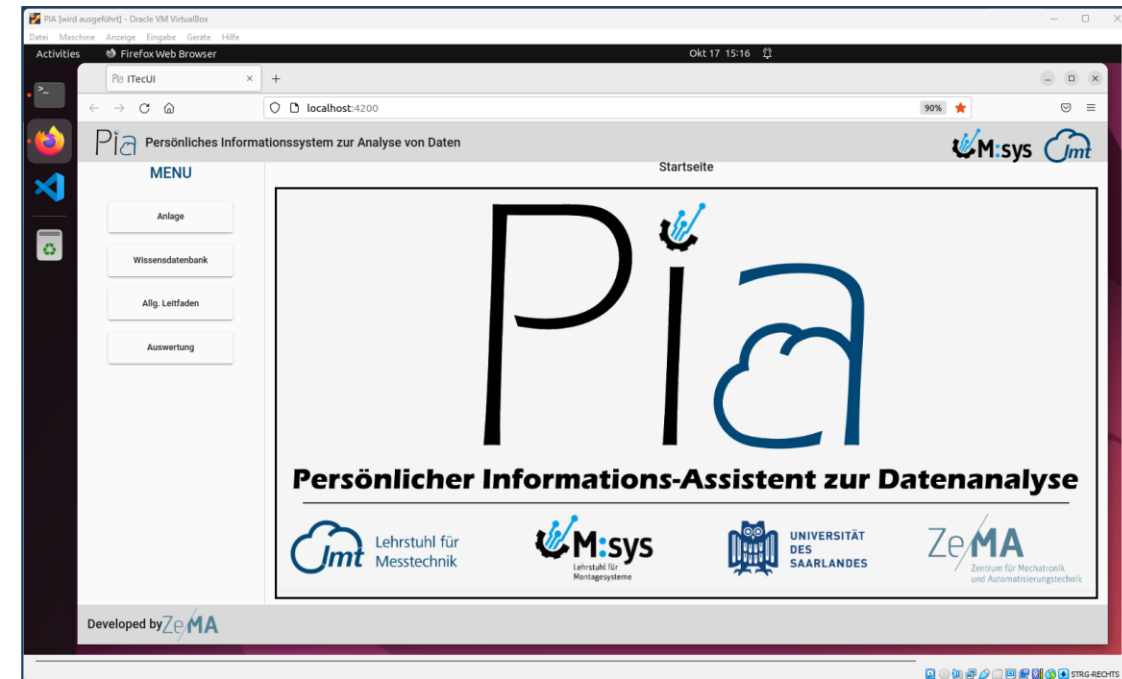 PIA [wird ausgeführt] - Oracle VM VirtualBox
Datei Maschine Anzeige Eingabe Geräte Hilfe
Activities Firefox Web Browser Okt 17 15:16
Pia ITecUI
localhost:4200 90%
Pia Persönliches Informationssystem zur Analyse von Daten M:sys lmt
MENU
Startseite
Anlage
Wissensdatenbank
Allg. Leitfaden
Auswertung
Pia
Persönlicher Informations-Assistent zur Datenanalyse
lmt Lehrstuhl für
Messtechnik
M:sys
Lehrstuhl für
Montagesysteme
UNIVERSITÄT
DES
SAARLANDES
ZeMA
Zentrum für Mechatronik
und Automatisierungstechnik
Developed by ZeMA
STRG-RECHTS